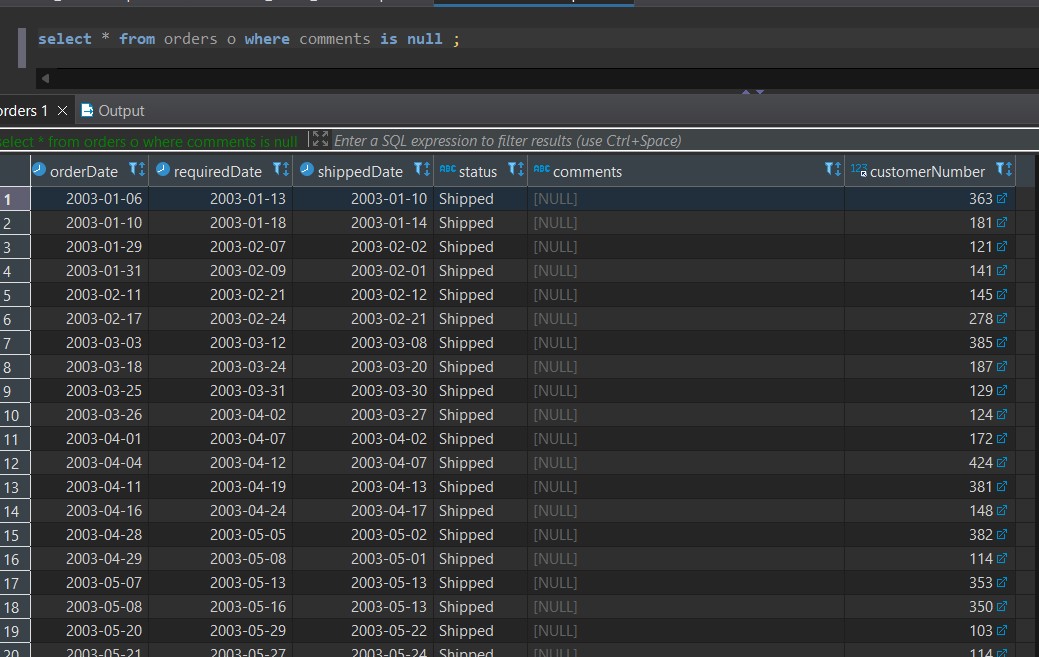 select * from orders o where comments is null ;
orders 1 Output
select * from orders o where comments is null Enter a SQL expression to filter results (use Ctrl+Space)
orderDate requiredDate shippedDate ABC status ABC comments 123 customerNumber
1 2003-01-06 2003-01-13 2003-01-10 Shipped [NULL] 363
2 2003-01-10 2003-01-18 2003-01-14 Shipped [NULL] 181
3 2003-01-29 2003-02-07 2003-02-02 Shipped [NULL] 121
4 2003-01-31 2003-02-09 2003-02-01 Shipped [NULL] 141
5 2003-02-11 2003-02-21 2003-02-12 Shipped [NULL] 145
6 2003-02-17 2003-02-24 2003-02-21 Shipped [NULL] 278
7 2003-03-03 2003-03-12 2003-03-08 Shipped [NULL] 385
8 2003-03-18 2003-03-24 2003-03-20 Shipped [NULL] 187
9 2003-03-25 2003-03-31 2003-03-30 Shipped [NULL] 129
10 2003-03-26 2003-04-02 2003-03-27 Shipped [NULL] 124
11 2003-04-01 2003-04-07 2003-04-02 Shipped [NULL] 172
12 2003-04-04 2003-04-12 2003-04-07 Shipped [NULL] 424
13 2003-04-11 2003-04-19 2003-04-13 Shipped [NULL] 381
14 2003-04-16 2003-04-24 2003-04-17 Shipped [NULL] 148
15 2003-04-28 2003-05-05 2003-05-02 Shipped [NULL] 382
16 2003-04-29 2003-05-08 2003-05-01 Shipped [NULL] 114
17 2003-05-07 2003-05-13 2003-05-13 Shipped [NULL] 353
18 2003-05-08 2003-05-16 2003-05-13 Shipped [NULL] 350
19 2003-05-20 2003-05-29 2003-05-22 Shipped [NULL] 103
20 2003-05-21 2003-05-27 2003-05-24 Shipped [NULL] 114